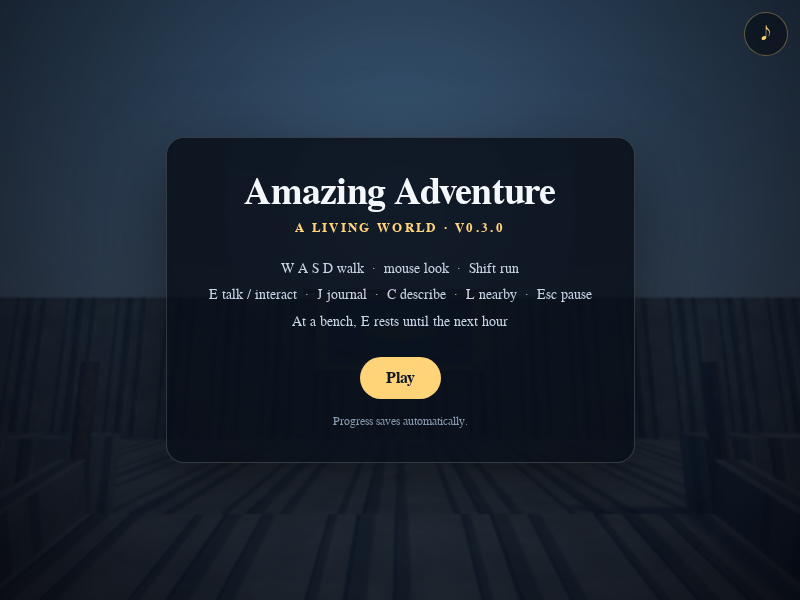 Amazing Adventure
A LIVING WORLD · V0.3.0
W A S D walk · mouse look · Shift run
E talk / interact · J journal · C describe · L nearby · Esc pause
At a bench, E rests until the next hour
Play
Progress saves automatically.